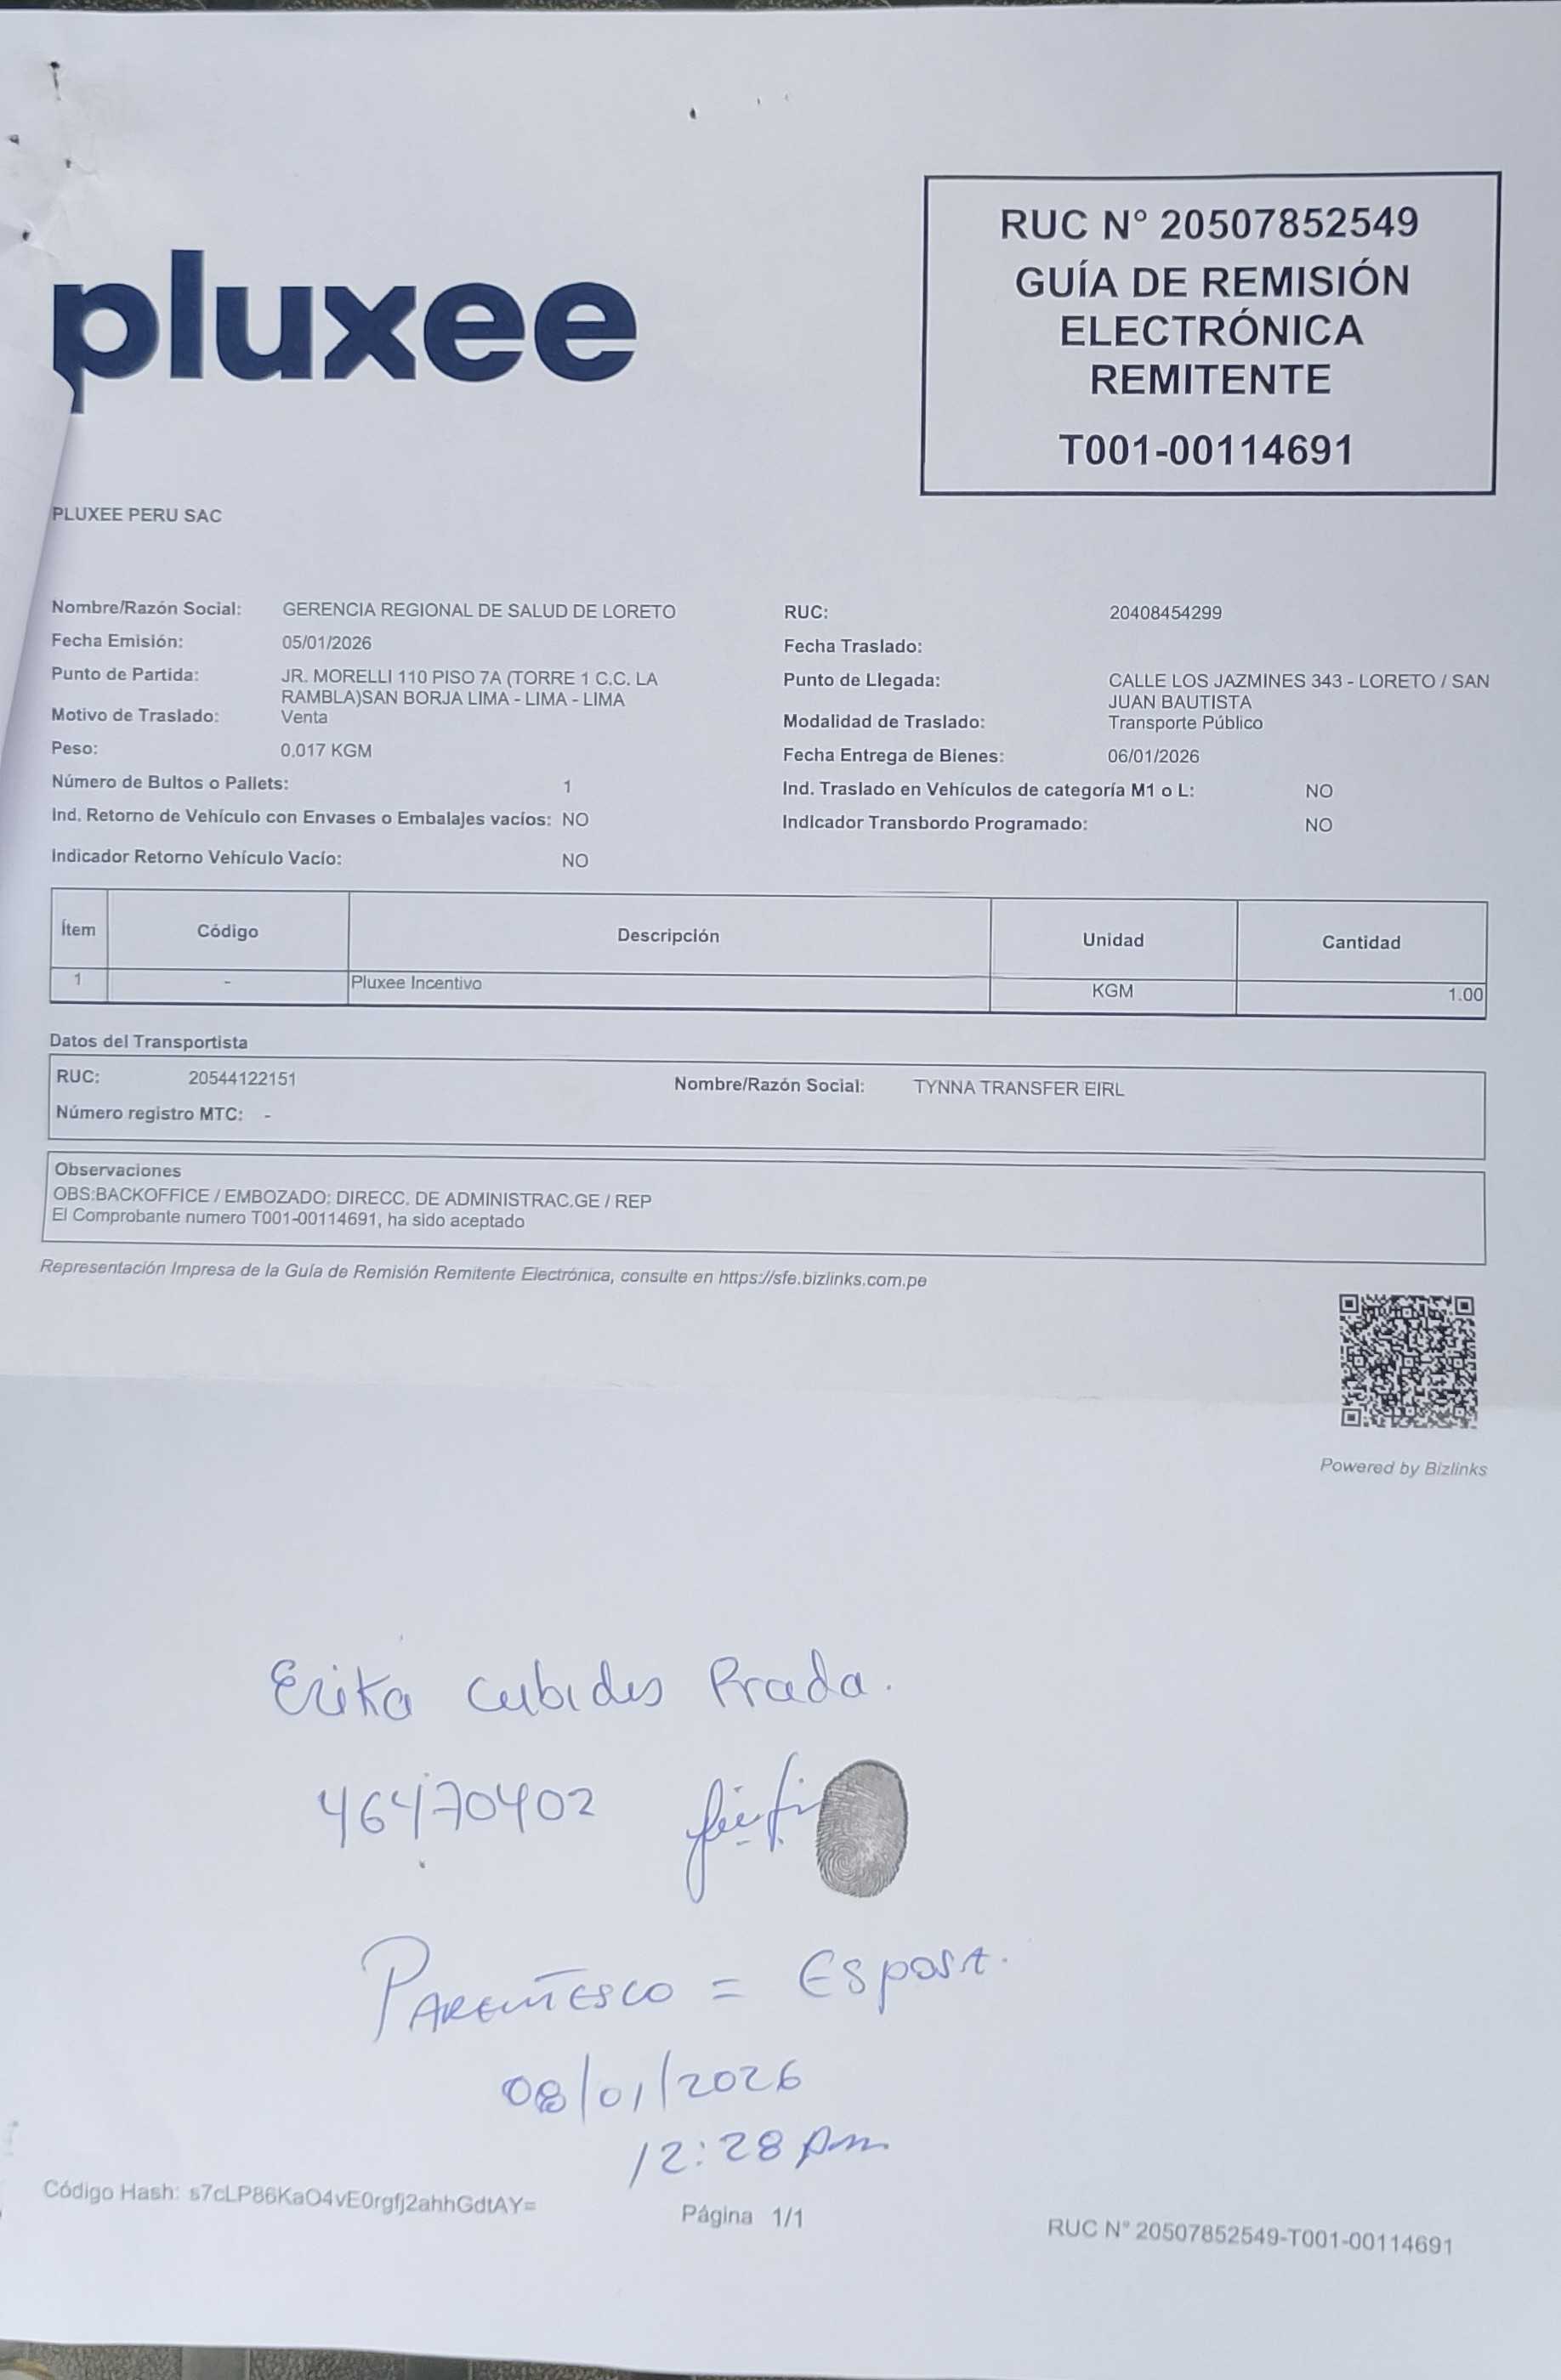 pluxee
RUC N° 20507852549
GUÍA DE REMISIÓN
ELECTRÓNICA
REMITENTE
T001-00114691
PLUXEE PERU SAC
Nombre/Razón Social: GERENCIA REGIONAL DE SALUD DE LORETO RUC: 20408454299
Fecha Emisión: 05/01/2026 Fecha Traslado:
Punto de Partida: JR. MORELLI 110 PISO 7A (TORRE 1 C.C. LA RAMBLA)SAN BORJA LIMA - LIMA - LIMA
Punto de Llegada: CALLE LOS JAZMINES 343 - LORETO / SAN JUAN BAUTISTA
Motivo de Traslado: Venta Modalidad de Traslado: Transporte Público
Peso: 0.017 KGM Fecha Entrega de Bienes: 06/01/2026
Número de Bultos o Pallets: 1 Ind. Traslado en Vehículos de categoría M1 o L: NO
Ind. Retorno de Vehículo con Envases o Embalajes vacíos: NO Indicador Transbordo Programado: NO
Indicador Retorno Vehículo Vacío: NO
Ítem Código Descripción Unidad Cantidad
1 - Pluxee Incentivo KGM 1.00
Datos del Transportista
RUC: 20544122151 Nombre/Razón Social: TYNNA TRANSFER EIRL
Número registro MTC: -
Observaciones
OBS:BACKOFFICE / EMBOZADO: DIRECC. DE ADMINISTRAC.GE / REP
El Comprobante numero T001-00114691, ha sido aceptado
Representación Impresa de la Guía de Remisión Remitente Electrónica, consulte en https://sfe.bizlinks.com.pe
Powered by Bizlinks
Erika Cubides Prada.
46470402
PARENTESCO = Esposa.
08/01/2026
12:28 pm
Código Hash: s7cLP86KaO4vE0rgfj2ahhGdtAY=
Página 1/1
RUC N° 20507852549-T001-00114691